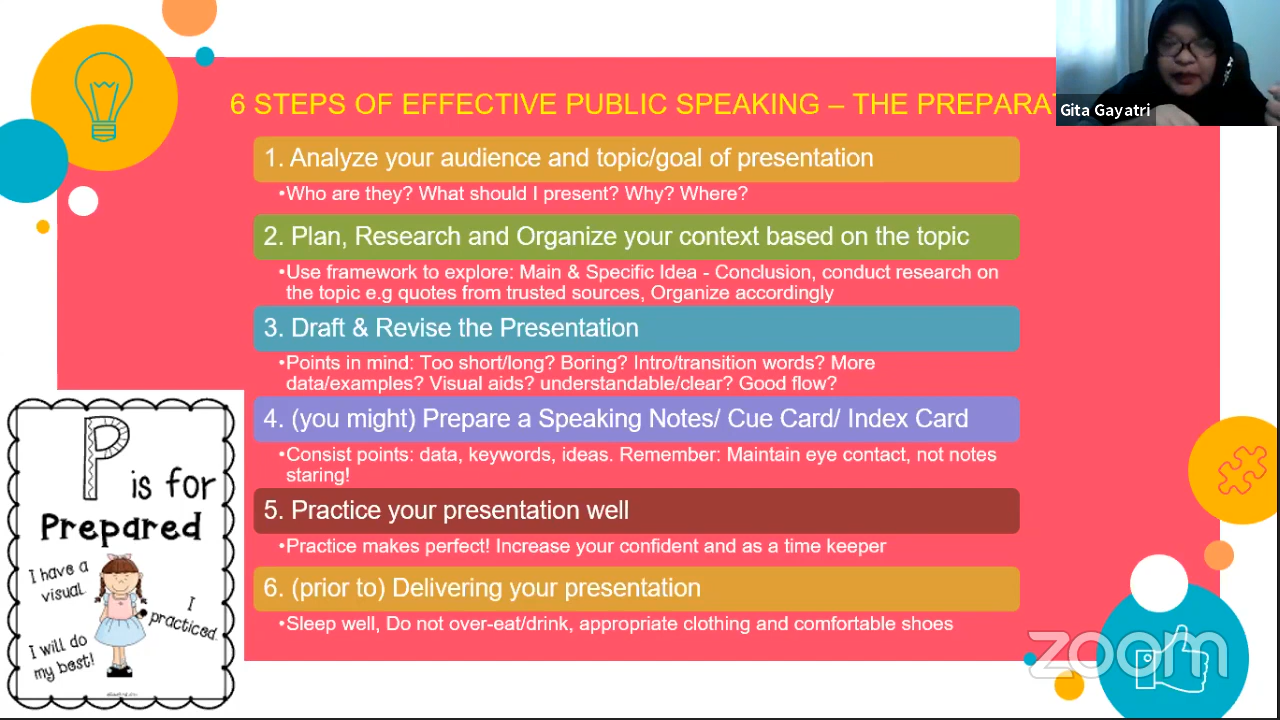 6 STEPS OF EFFECTIVE PUBLIC SPEAKING – THE PREPARAT
Gita Gayatri
1. Analyze your audience and topic/goal of presentation
•Who are they? What should I present? Why? Where?
2. Plan, Research and Organize your context based on the topic
•Use framework to explore: Main & Specific Idea - Conclusion, conduct research on
the topic e.g quotes from trusted sources, Organize accordingly
3. Draft & Revise the Presentation
•Points in mind: Too short/long? Boring? Intro/transition words? More
data/examples? Visual aids? understandable/clear? Good flow?
4. (you might) Prepare a Speaking Notes/ Cue Card/ Index Card
•Consist points: data, keywords, ideas. Remember: Maintain eye contact, not notes
staring!
5. Practice your presentation well
•Practice makes perfect! Increase your confident and as a time keeper
6. (prior to) Delivering your presentation
•Sleep well, Do not over-eat/drink, appropriate clothing and comfortable shoes
P is for
Prepared
I have a
visual.
I
practiced.
I will do
my best!
zoom